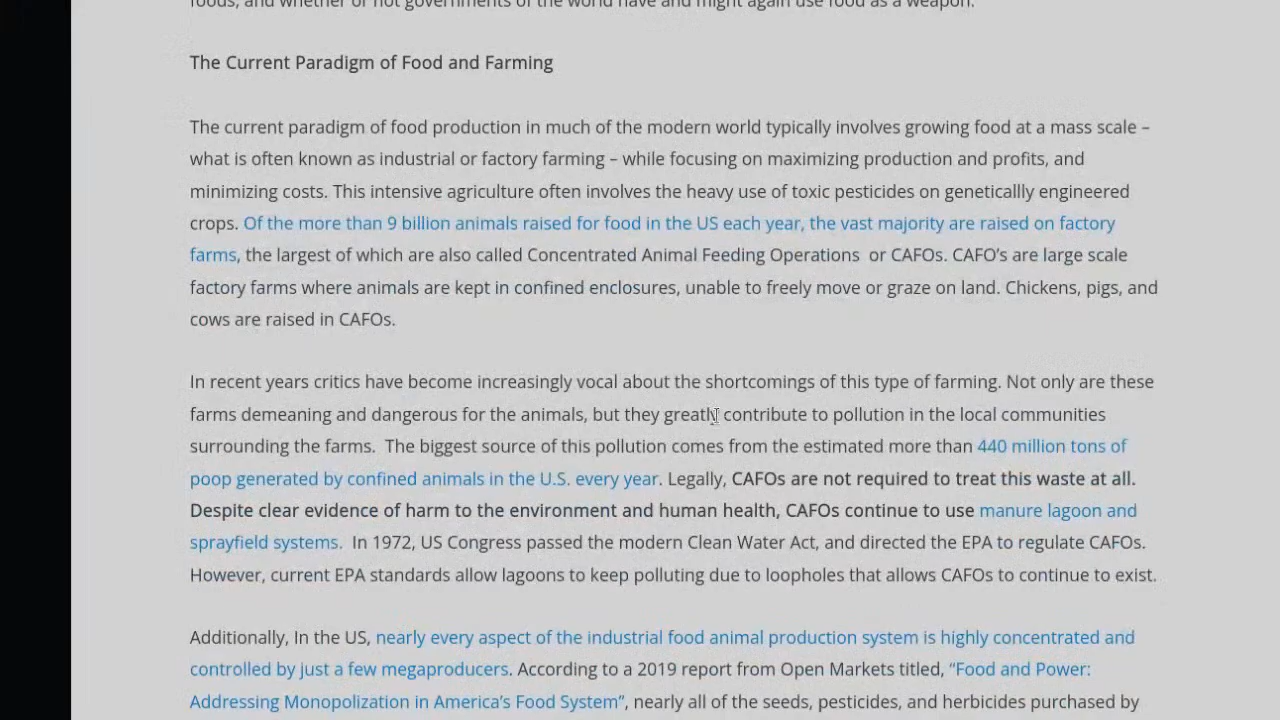 foods, and whether or not governments of the world have and might again use food as a weapon.
The Current Paradigm of Food and Farming
The current paradigm of food production in much of the modern world typically involves growing food at a mass scale –
what is often known as industrial or factory farming – while focusing on maximizing production and profits, and
minimizing costs. This intensive agriculture often involves the heavy use of toxic pesticides on geneticallly engineered
crops. Of the more than 9 billion animals raised for food in the US each year, the vast majority are raised on factory
farms, the largest of which are also called Concentrated Animal Feeding Operations  or CAFOs. CAFO’s are large scale
factory farms where animals are kept in confined enclosures, unable to freely move or graze on land. Chickens, pigs, and
cows are raised in CAFOs.
In recent years critics have become increasingly vocal about the shortcomings of this type of farming. Not only are these
farms demeaning and dangerous for the animals, but they greatly contribute to pollution in the local communities
surrounding the farms.  The biggest source of this pollution comes from the estimated more than 440 million tons of
poop generated by confined animals in the U.S. every year. Legally, CAFOs are not required to treat this waste at all.
Despite clear evidence of harm to the environment and human health, CAFOs continue to use manure lagoon and
sprayfield systems.  In 1972, US Congress passed the modern Clean Water Act, and directed the EPA to regulate CAFOs.
However, current EPA standards allow lagoons to keep polluting due to loopholes that allows CAFOs to continue to exist.
Additionally, In the US, nearly every aspect of the industrial food animal production system is highly concentrated and
controlled by just a few megaproducers. According to a 2019 report from Open Markets titled, “Food and Power:
Addressing Monopolization in America’s Food System”, nearly all of the seeds, pesticides, and herbicides purchased by